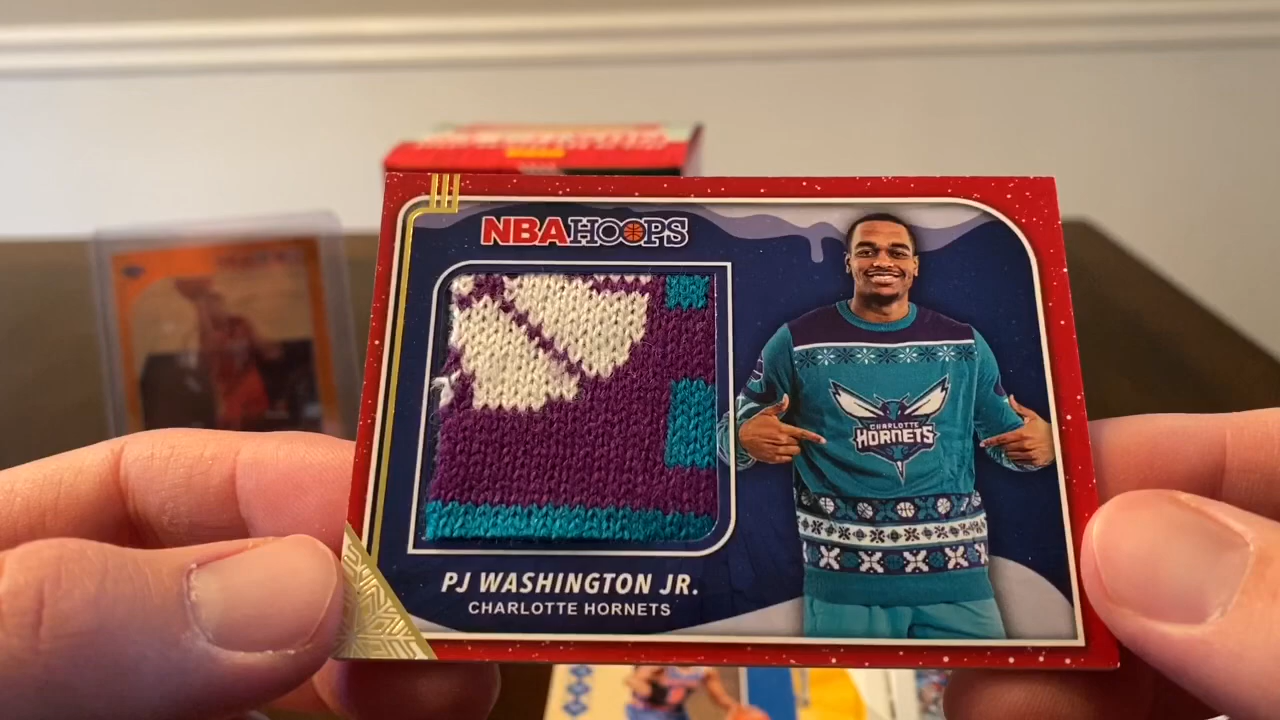 NBA HOOPS
CHARLOTTE
HORNETS
PJ WASHINGTON JR.
CHARLOTTE HORNETS